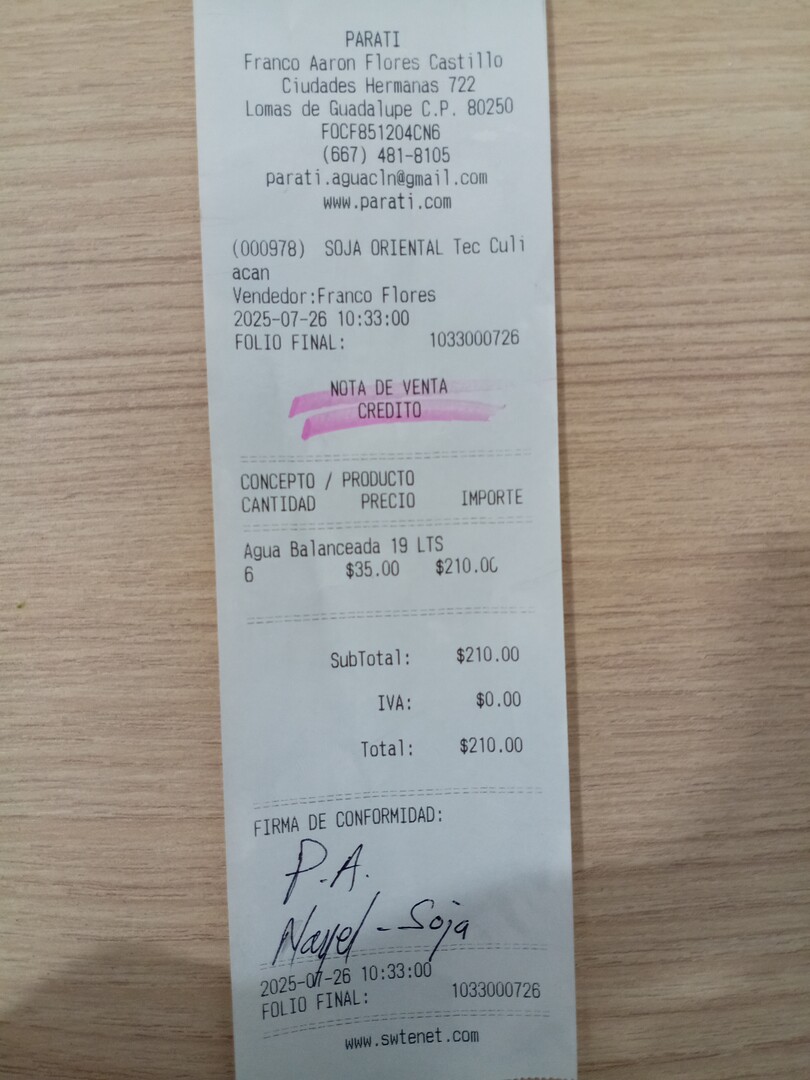 PARATI
Franco Aaron Flores Castillo
Ciudades Hermanas 722
Lomas de Guadalupe C.P. 80250
FOCF851204CN6
(667) 481-8105
parati.aguacln@gmail.com
www.parati.com
(000978) SOJA ORIENTAL Tec Culi
acan
Vendedor:Franco Flores
2025-07-26 10:33:00
FOLIO FINAL: 1033000726
NOTA DE VENTA
CREDITO
CONCEPTO / PRODUCTO
CANTIDAD PRECIO IMPORTE
Agua Balanceada 19 LTS
6 $35.00 $210.00
SubTotal: $210.00
IVA: $0.00
Total: $210.00
FIRMA DE CONFORMIDAD:
P.A.
Nayel - Soja
2025-07-26 10:33:00
FOLIO FINAL: 1033000726
www.swtenet.com